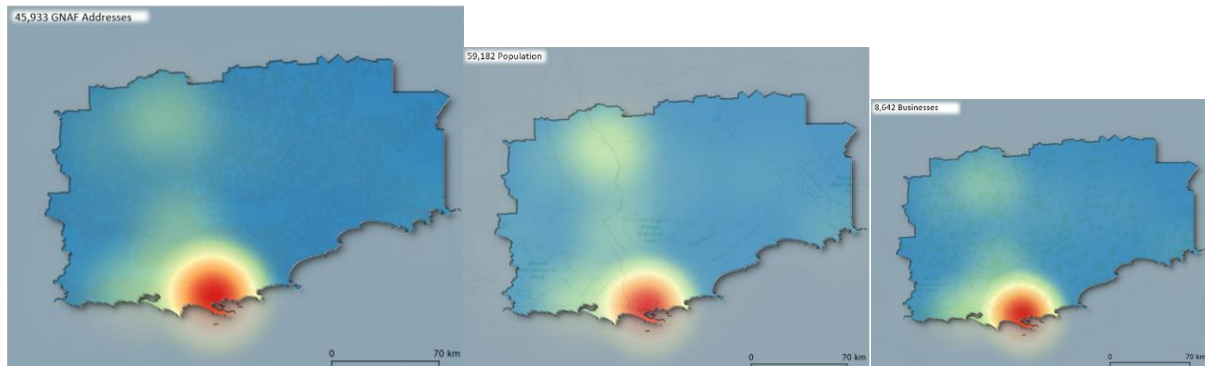 45,933 GNAF Addresses
59,182 Population
8,642 Businesses
0 70 km
0 70 km
0 70 km